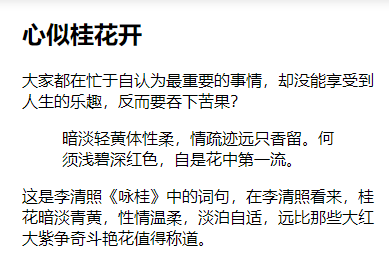 心似桂花开
大家都在忙于自认为最重要的事情，却没能享受到
人生的乐趣，反而要吞下苦果？
暗淡轻黄体性柔，情疏迹远只香留。何
须浅碧深红色，自是花中第一流。
这是李清照《咏桂》中的词句，在李清照看来，桂
花暗淡青黄，性情温柔，淡泊自适，远比那些大红
大紫争奇斗艳花值得称道。